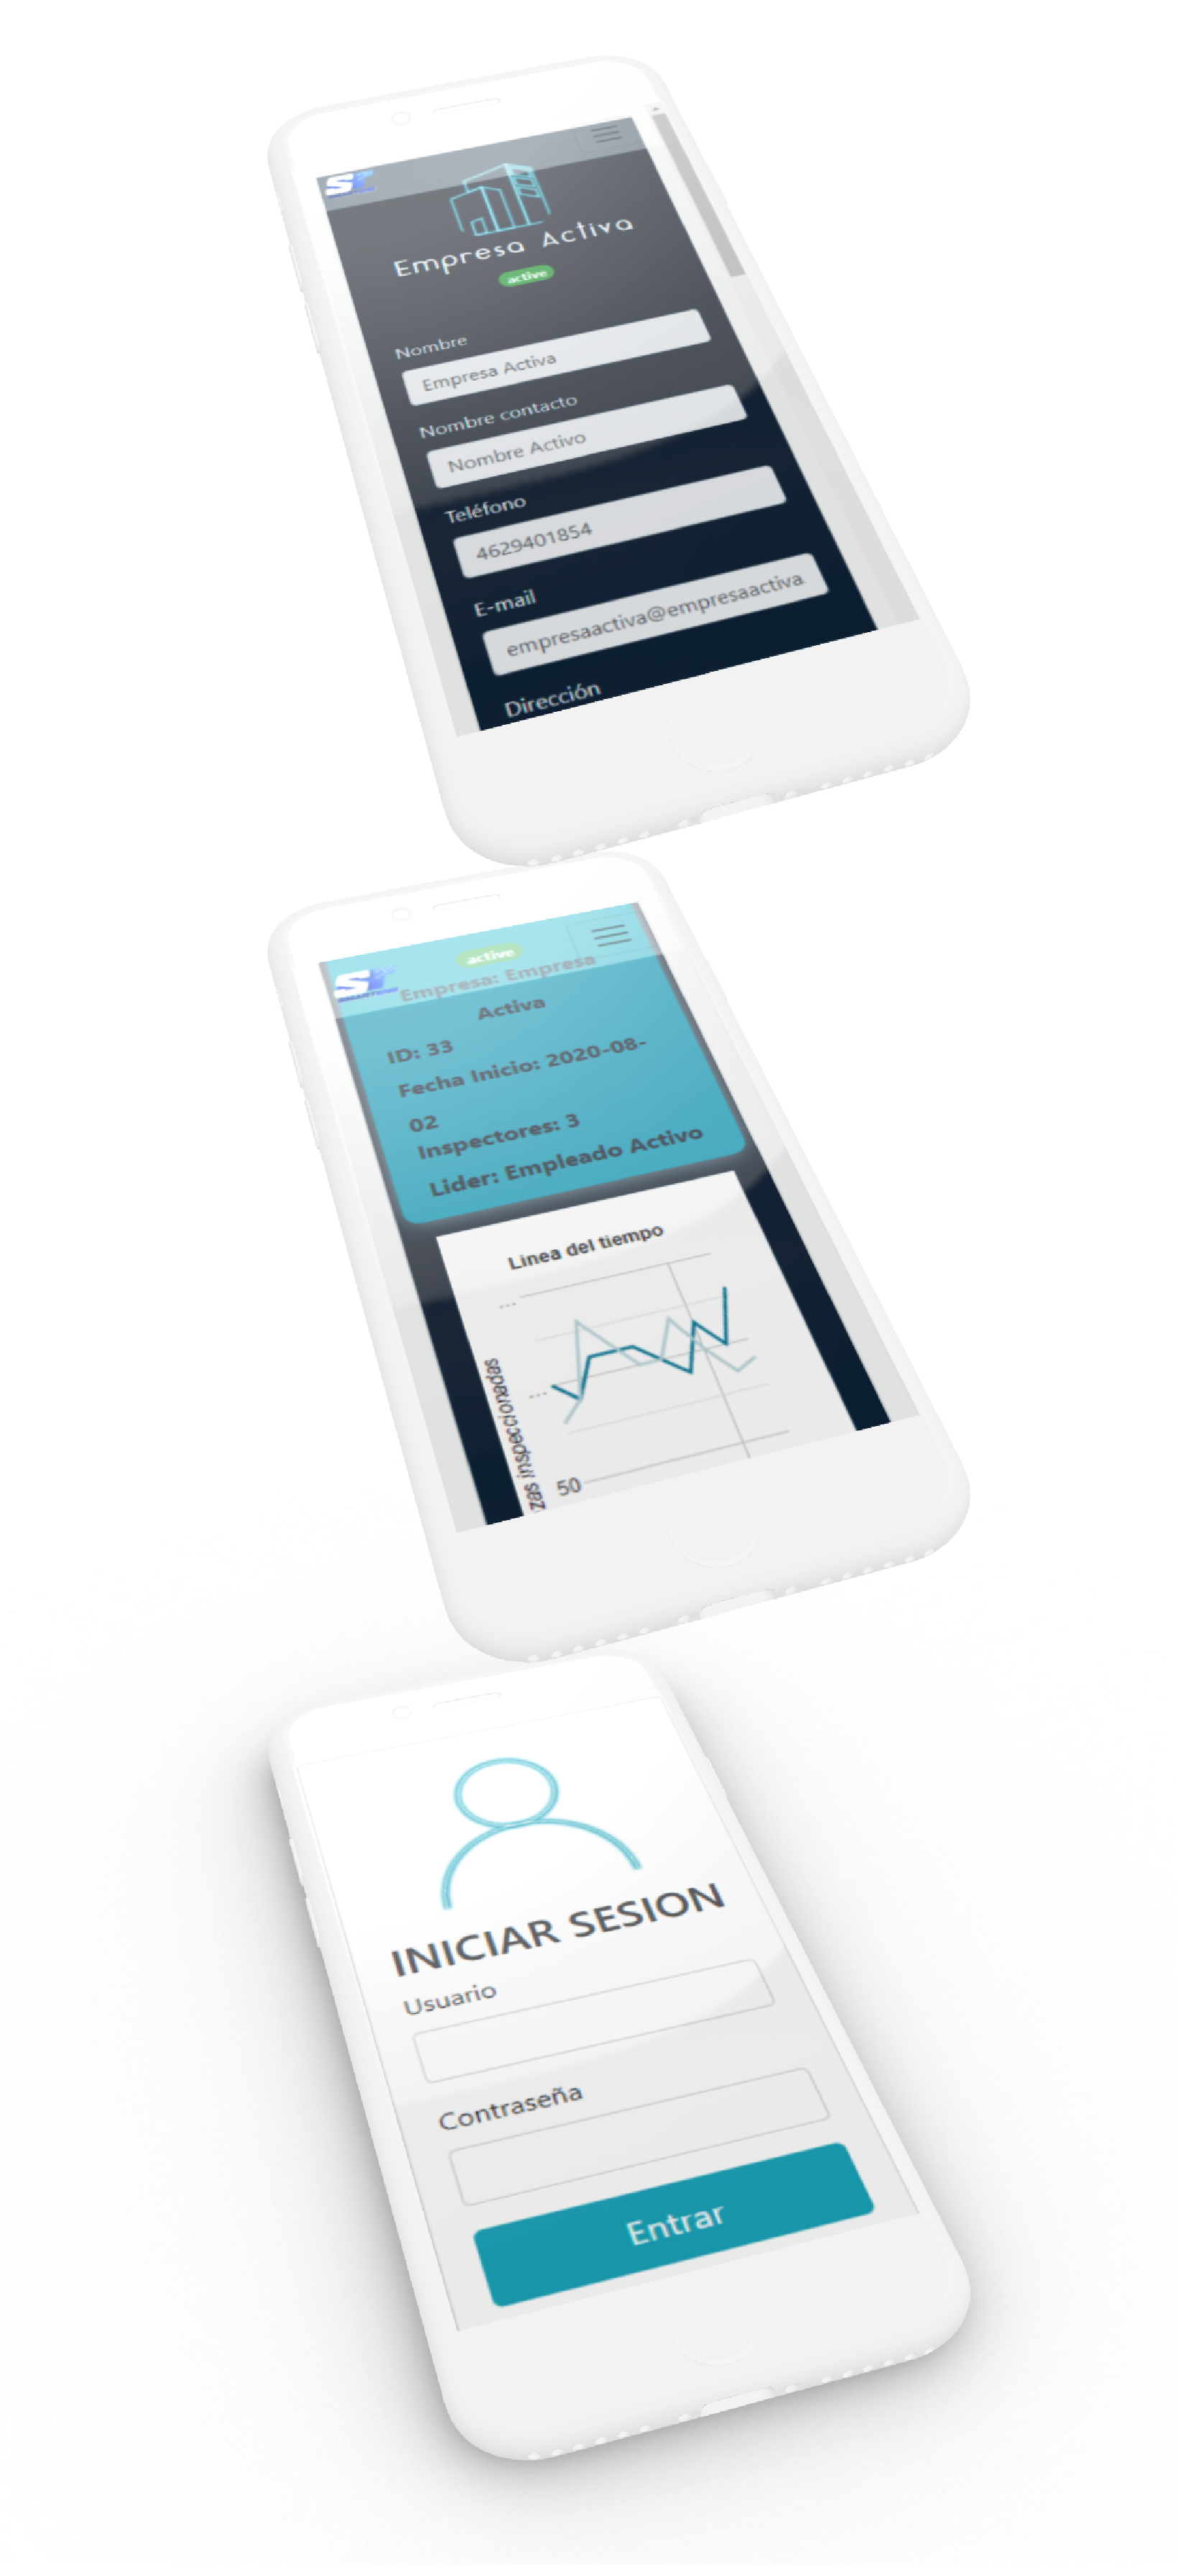 Empresa Activa
active
Nombre
Empresa Activa
Nombre contacto
Nombre Activo
Teléfono
4629401854
E-mail
empresaactiva@empresaactiva
Dirección
active
Empresa: Empresa
Activa
ID: 33
Fecha Inicio: 2020-08-
02
Inspectores: 3
Lider: Empleado Activo
Linea del tiempo
...
...
zas inspeccionadas
50
INICIAR SESION
Usuario
Contraseña
Entrar